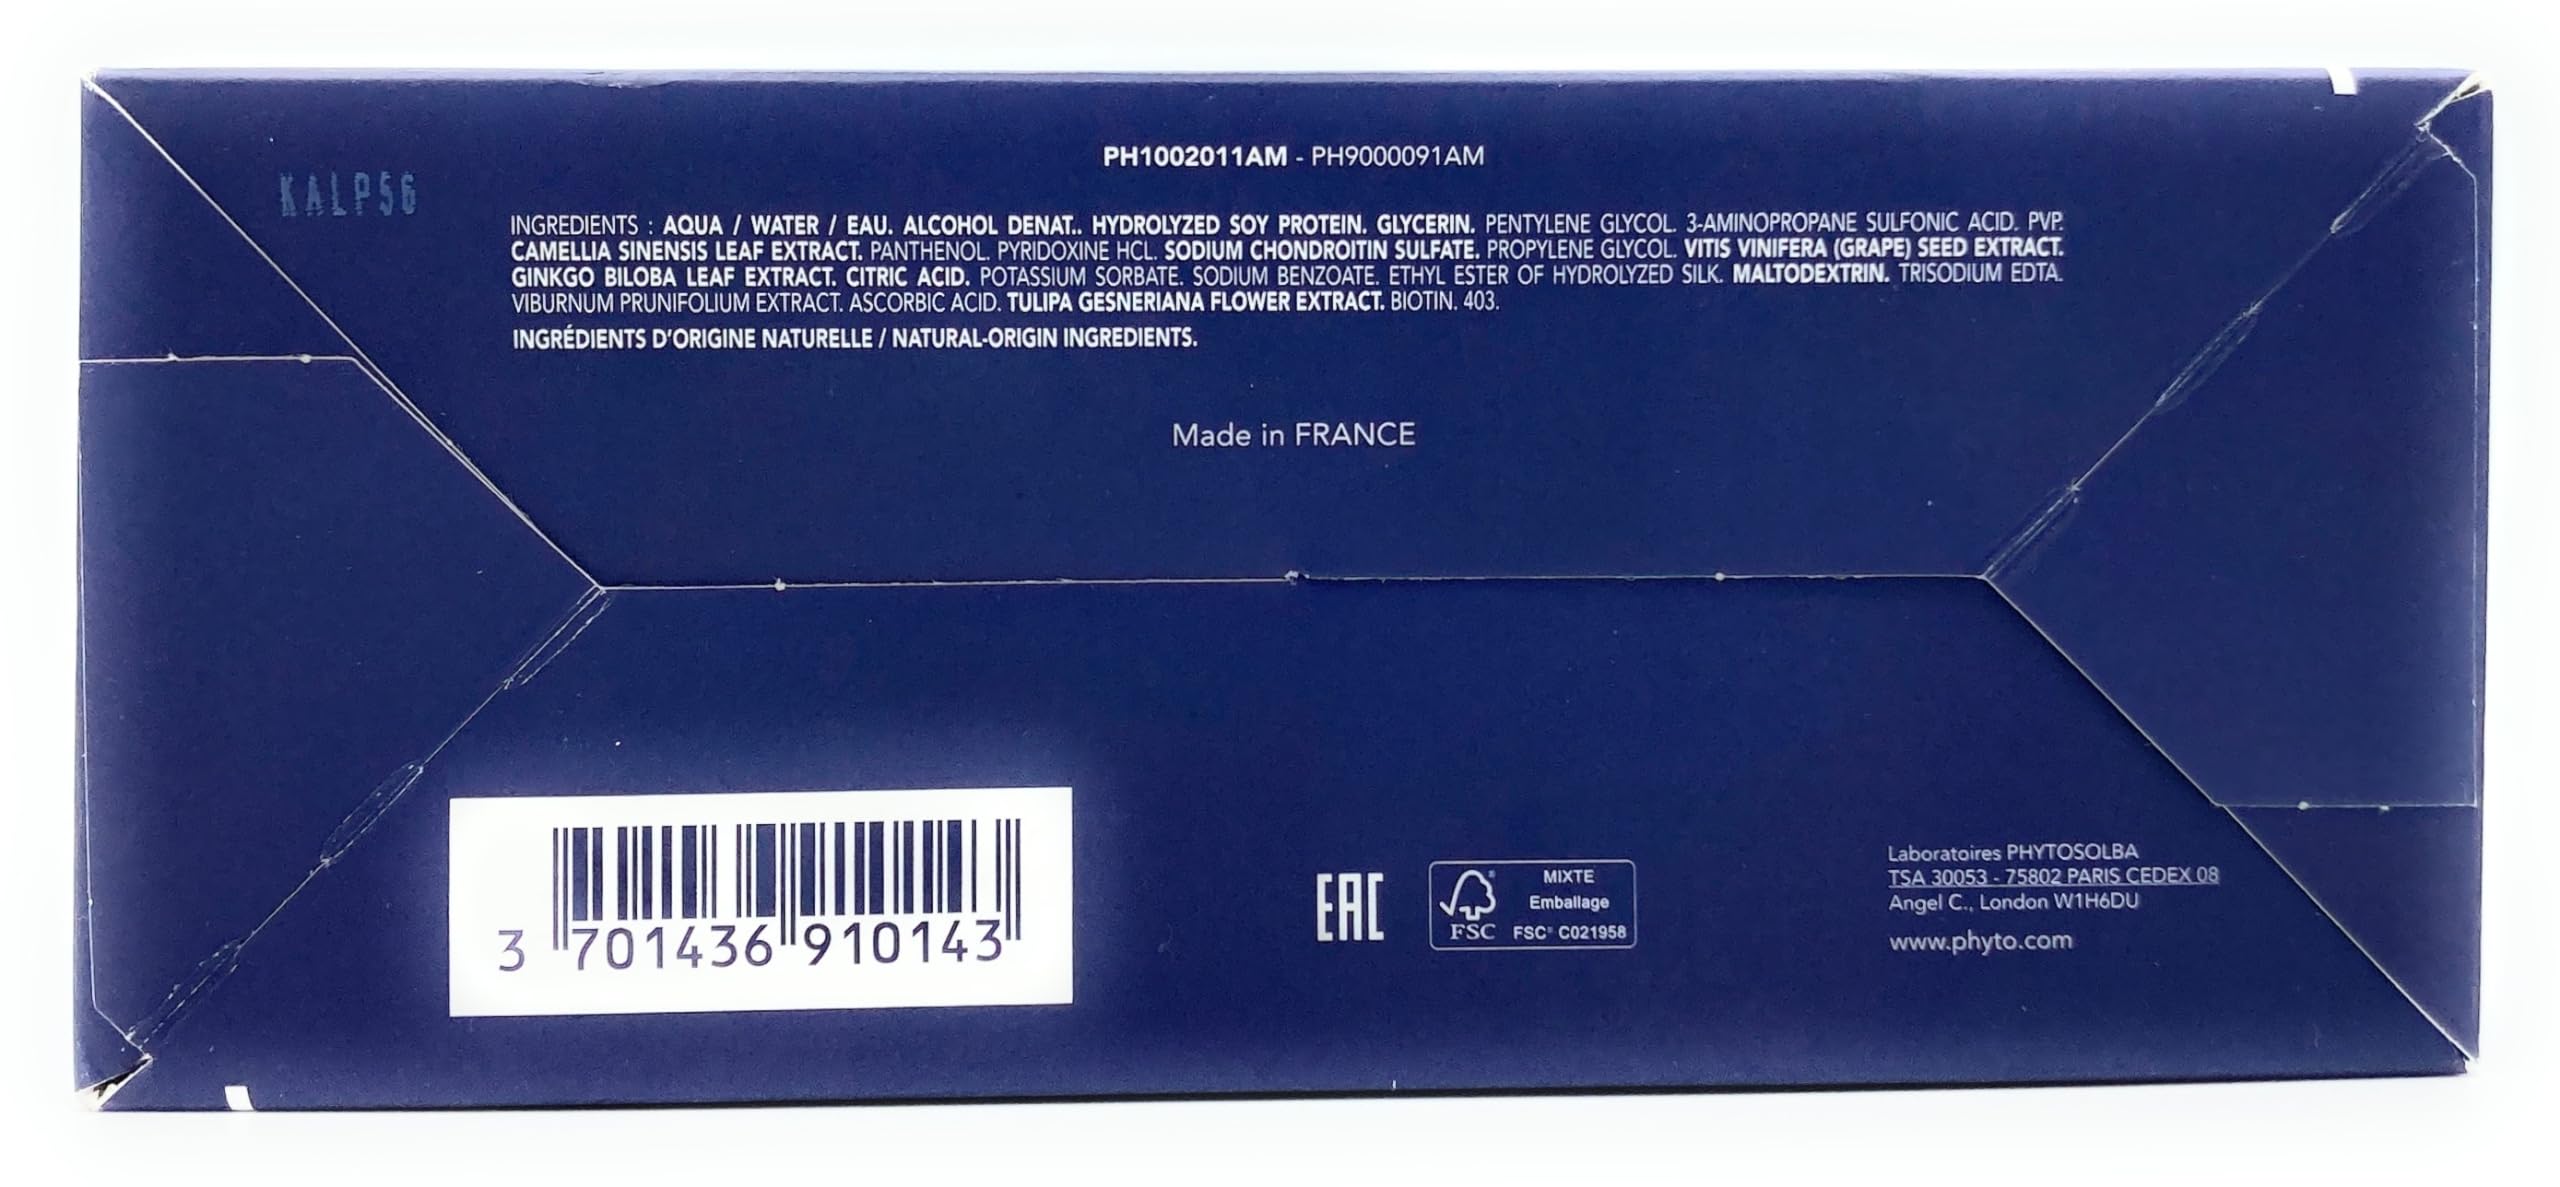 PH1002011AM - PH9000091AM
KALP56
INGREDIENTS : AQUA / WATER / EAU. ALCOHOL DENAT.. HYDROLYZED SOY PROTEIN. GLYCERIN. PENTYLENE GLYCOL. 3-AMINOPROPANE SULFONIC ACID. PVP.
CAMELLIA SINENSIS LEAF EXTRACT. PANTHENOL. PYRIDOXINE HCL. SODIUM CHONDROITIN SULFATE. PROPYLENE GLYCOL. VITIS VINIFERA (GRAPE) SEED EXTRACT.
GINKGO BILOBA LEAF EXTRACT. CITRIC ACID. POTASSIUM SORBATE. SODIUM BENZOATE. ETHYL ESTER OF HYDROLYZED SILK. MALTODEXTRIN. TRISODIUM EDTA.
VIBURNUM PRUNIFOLIUM EXTRACT. ASCORBIC ACID. TULIPA GESNERIANA FLOWER EXTRACT. BIOTIN. 403.
INGRÉDIENTS D'ORIGINE NATURELLE / NATURAL-ORIGIN INGREDIENTS.
Made in FRANCE
3 701436 910143
EAC
MIXTE
Emballage
FSC® C021958
FSC
Laboratoires PHYTOSOLBA
TSA 30053 - 75802 PARIS CEDEX 08
Angel C., London W1H6DU
www.phyto.com